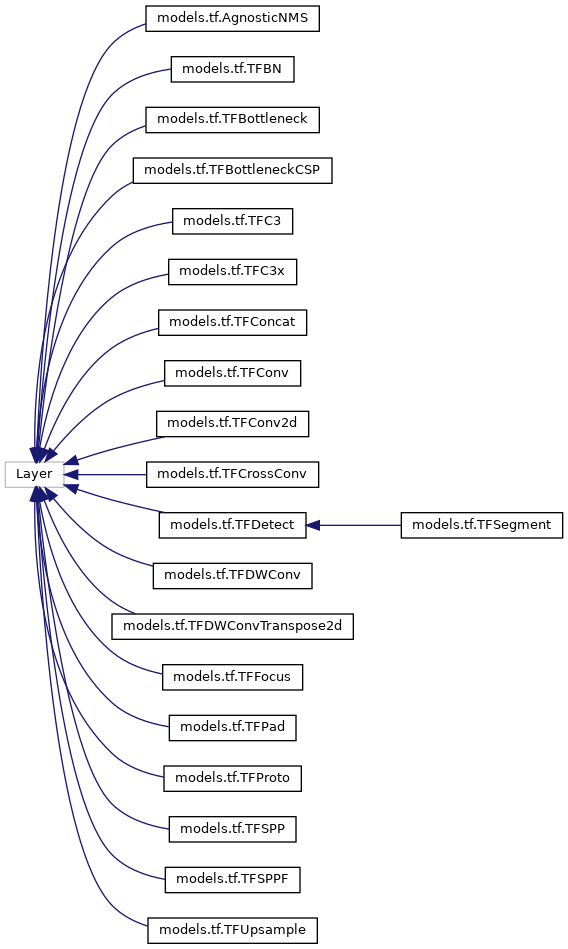 models.tf.AgnosticNMS
models.tf.TFBN
models.tf.TFBottleneck
models.tf.TFBottleneckCSP
models.tf.TFC3
models.tf.TFC3x
models.tf.TFConcat
models.tf.TFConv
models.tf.TFConv2d
Layer
models.tf.TFCrossConv
models.tf.TFDetect
models.tf.TFSegment
models.tf.TFDWConv
models.tf.TFDWConvTranspose2d
models.tf.TFFocus
models.tf.TFPad
models.tf.TFProto
models.tf.TFSPP
models.tf.TFSPPF
models.tf.TFUpsample